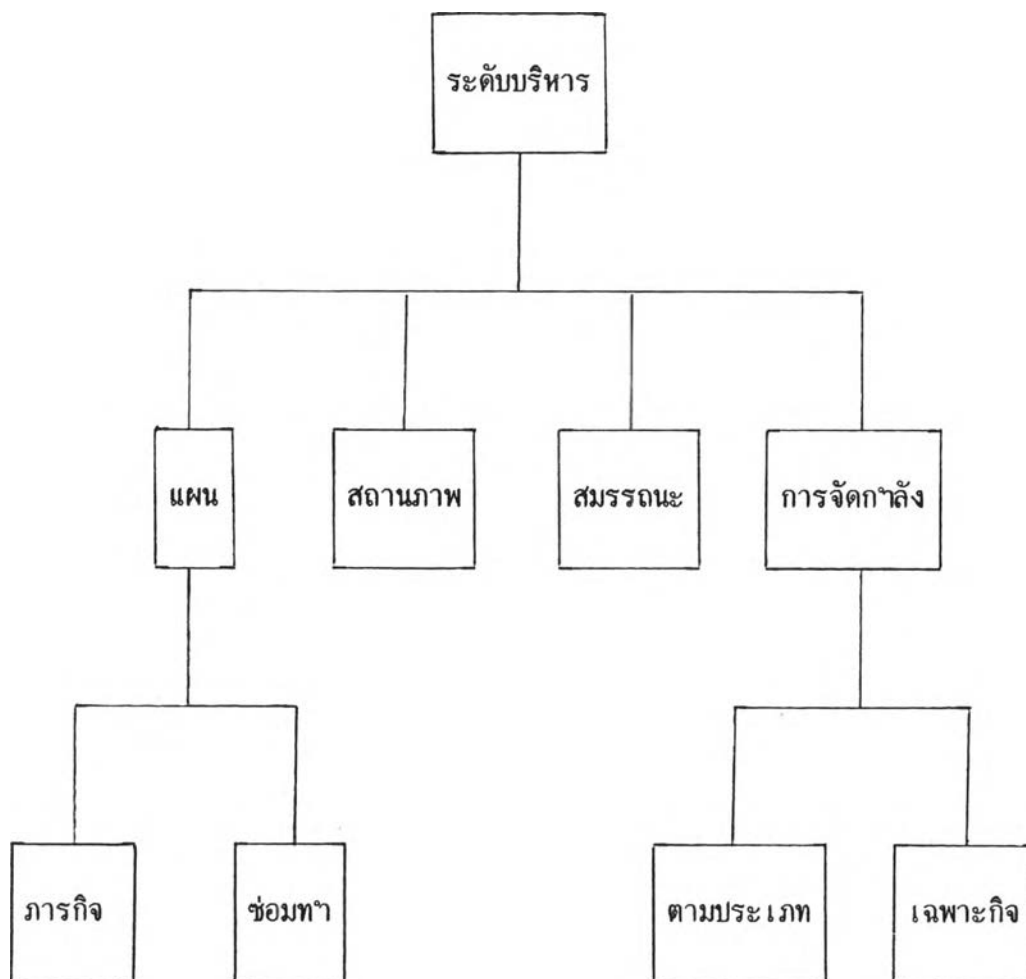 ระดับบริหาร
แผน
สถานภาพ
สมรรถนะ
การจัดกำลัง
ภารกิจ
ซ่อมทำ
ตามประเภท
เฉพาะกิจ